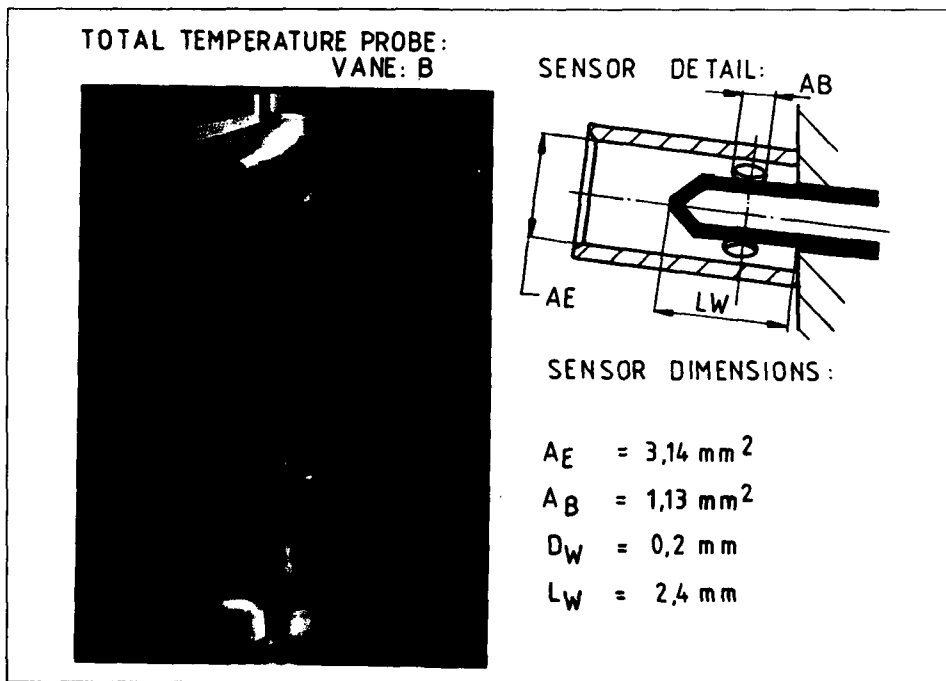 TOTAL TEMPERATURE PROBE:
VANE: B
SENSOR DETAIL:
AB
AE
LW
SENSOR DIMENSIONS:
AE = 3,14 mm2
AB = 1,13 mm2
DW = 0,2 mm
LW = 2,4 mm